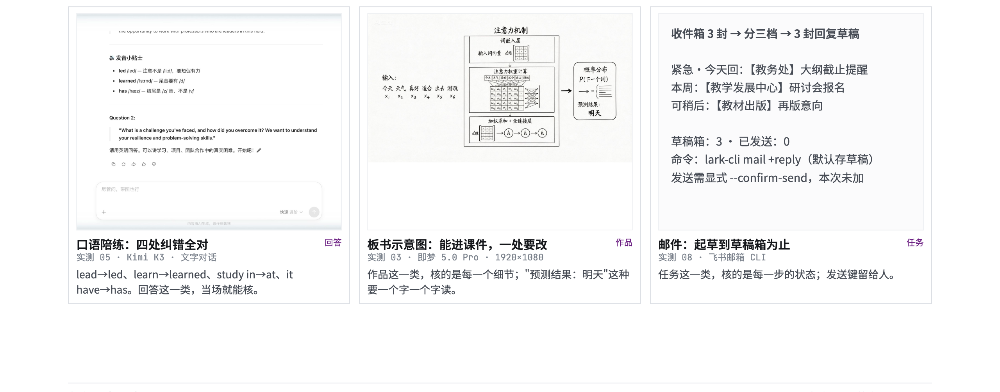 the opportunity to work with professors who are leaders in this field.
🔈 发音小贴士
• led /led/ — 注意不是 /liːd/，要短促有力
• learned /ˈlɜːrnd/ — 尾音要有 /d/
• has /hæz/ — 结尾是 /z/ 音，不是 /v/
Question 2:
"What is a challenge you've faced, and how did you overcome it? We want to understand
your resilience and problem-solving skills."
请用英语回答。可以讲学习、项目、团队合作中的真实困难。开始吧！🎤
尽管问，带图也行
快速 进阶
内容由AI生成，请仔细甄别
口语陪练：四处纠错全对
回答
实测 05 · Kimi K3 · 文字对话
lead→led、learn→learned、study in→at、it
have→has。回答这一类，当场就能核。
注意力机制
词嵌入层
输入词向量 d维
注意力权重计算
今天 天气 真好 适合 出去 游玩
输入：
今天 天气 真好 适合 出去 游玩
x₁ x₂ x₃ x₄ x₅ x₆
加权求和 + 全连接层
d维 → h → h → h
概率分布
P(下一个词)
→ =
预测结果：
明天
板书示意图：能进课件，一处要改
作品
实测 03 · 即梦 5.0 Pro · 1920×1080
作品这一类，核的是每一个细节；"预测结果：明天"这种
要一个字一个字读。
收件箱 3 封 → 分三档 → 3 封回复草稿
紧急・今天回：【教务处】大纲截止提醒
本周：【教学发展中心】研讨会报名
可稍后：【教材出版】再版意向
草稿箱：3 ・ 已发送：0
命令：lark-cli mail +reply（默认存草稿）
发送需显式 --confirm-send，本次未加
邮件：起草到草稿箱为止
任务
实测 08 · 飞书邮箱 CLI
任务这一类，核的是每一步的状态；发送键留给人。